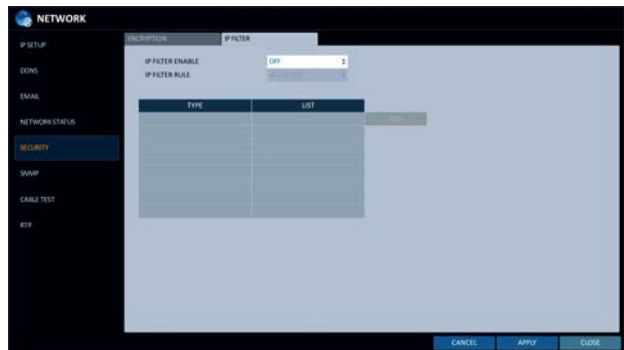 NETWORK
IP SETUP
DDNS
EMAIL
NETWORK STATUS
SECURITY
SNMP
CABLE TEST
RTP
ENCRYPTION
IP FILTER
IP FILTER ENABLE
OFF
IP FILTER RULE
TYPE
LIST
CANCEL
APPLY
CLOSE